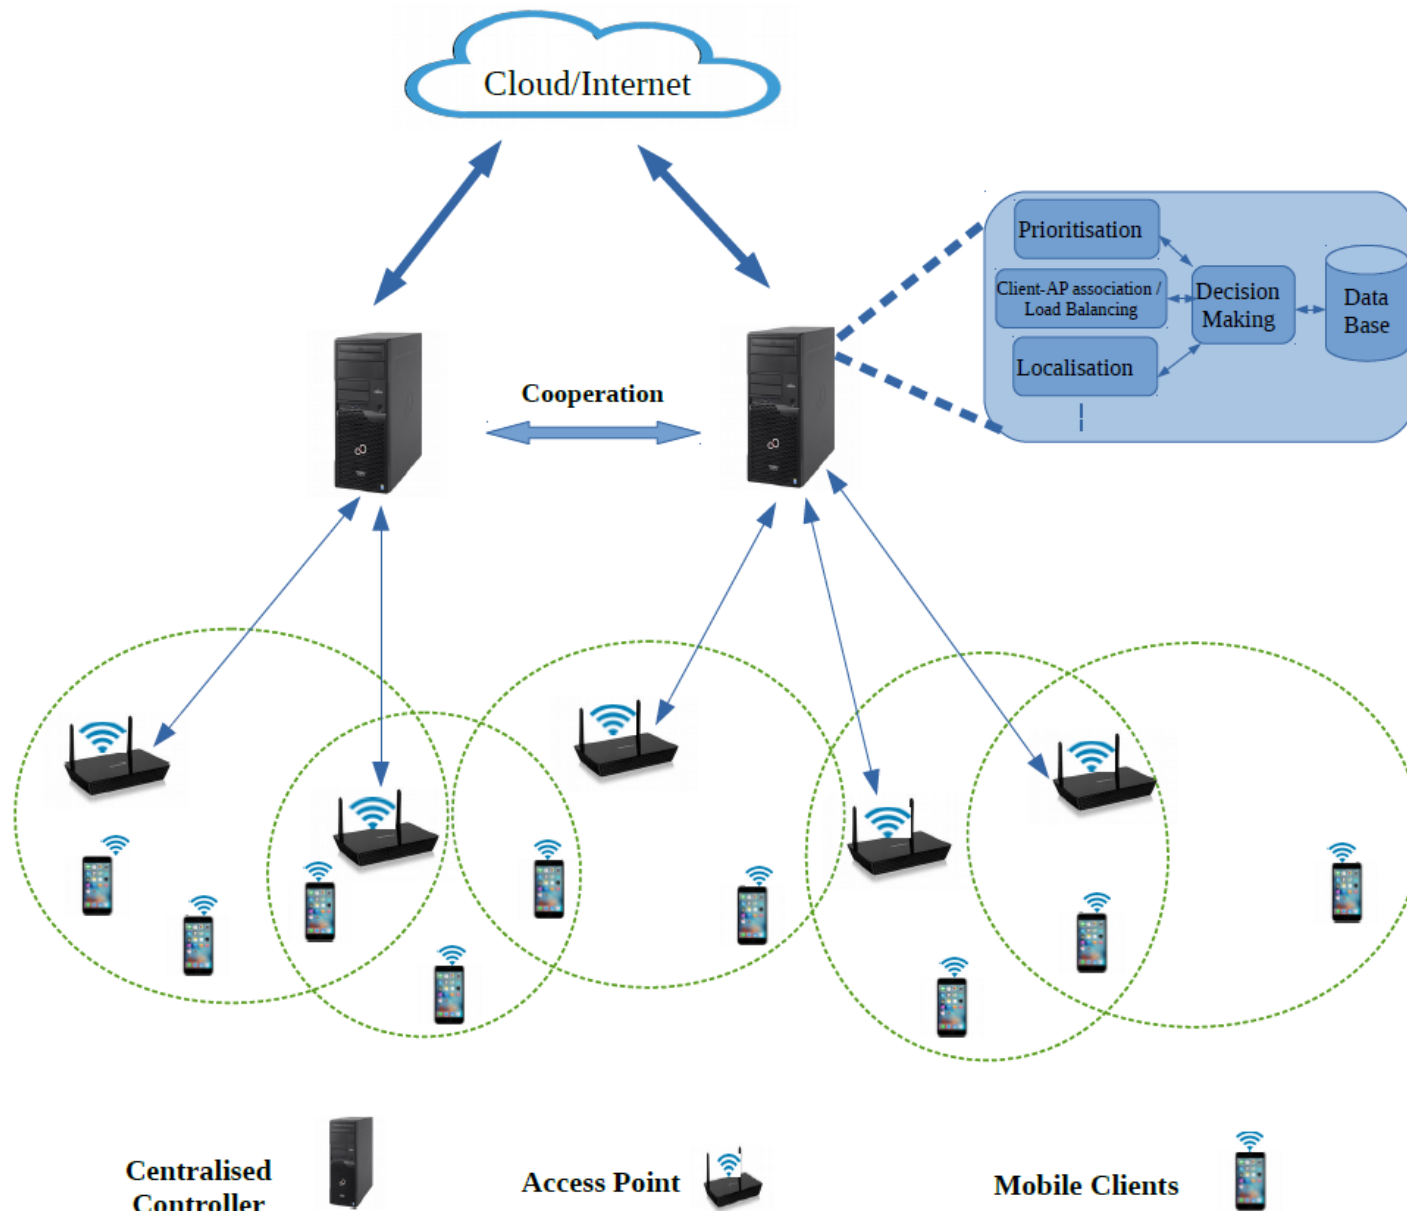 Cloud/Internet
Prioritisation
Client-AP association /
Load Balancing
Decision
Making
Data
Base
Localisation
Cooperation
Centralised
Controller
Access Point
Mobile Clients